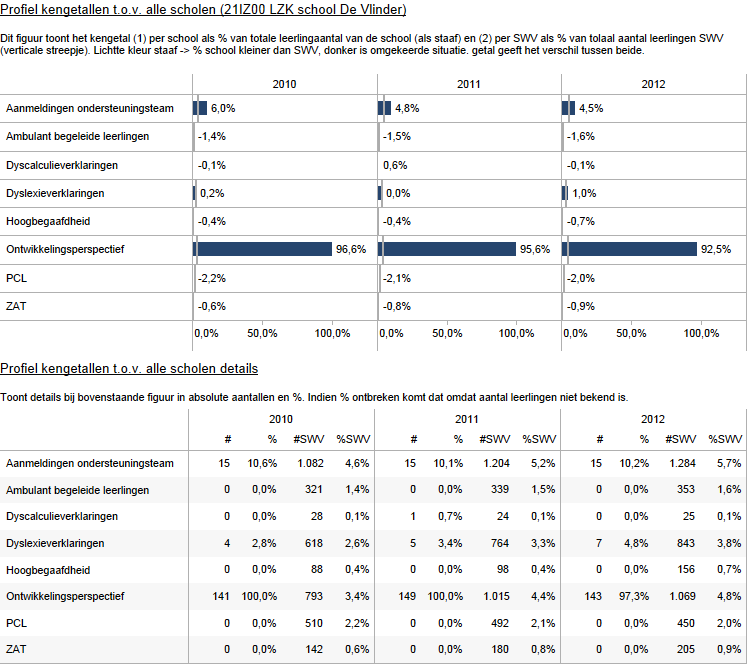 Profiel kengetallen t.o.v. alle scholen (21IZ00 LZK school De Vlinder)
Dit figuur toont het kengetal (1) per school als % van totale leerlingaantal van de school (als staaf) en (2) per SWV als % van totaal aantal leerlingen SWV
(verticale streepje). Lichtte kleur staaf -> % school kleiner dan SWV, donker is omgekeerde situatie. getal geeft het verschil tussen beide.
2010 2011 2012
Aanmeldingen ondersteuningsteam 6,0% 4,8% 4,5%
Ambulant begeleide leerlingen -1,4% -1,5% -1,6%
Dyscalculieverklaringen -0,1% 0,6% -0,1%
Dyslexieverklaringen 0,2% 0,0% 1,0%
Hoogbegaafdheid -0,4% -0,4% -0,7%
Ontwikkelingsperspectief 96,6% 95,6% 92,5%
PCL -2,2% -2,1% -2,0%
ZAT -0,6% -0,8% -0,9%
0,0% 50,0% 100,0% 0,0% 50,0% 100,0% 0,0% 50,0% 100,0%
Profiel kengetallen t.o.v. alle scholen details
Toont details bij bovenstaande figuur in absolute aantallen en %. Indien % ontbreken komt dat omdat aantal leerlingen niet bekend is.
2010 2011 2012
# % #SWV %SWV # % #SWV %SWV # % #SWV %SWV
Aanmeldingen ondersteuningsteam 15 10,6% 1.082 4,6% 15 10,1% 1.204 5,2% 15 10,2% 1.284 5,7%
Ambulant begeleide leerlingen 0 0,0% 321 1,4% 0 0,0% 339 1,5% 0 0,0% 353 1,6%
Dyscalculieverklaringen 0 0,0% 28 0,1% 1 0,7% 24 0,1% 0 0,0% 25 0,1%
Dyslexieverklaringen 4 2,8% 618 2,6% 5 3,4% 764 3,3% 7 4,8% 843 3,8%
Hoogbegaafdheid 0 0,0% 88 0,4% 0 0,0% 98 0,4% 0 0,0% 156 0,7%
Ontwikkelingsperspectief 141 100,0% 793 3,4% 149 100,0% 1.015 4,4% 143 97,3% 1.069 4,8%
PCL 0 0,0% 510 2,2% 0 0,0% 492 2,1% 0 0,0% 450 2,0%
ZAT 0 0,0% 142 0,6% 0 0,0% 180 0,8% 0 0,0% 205 0,9%